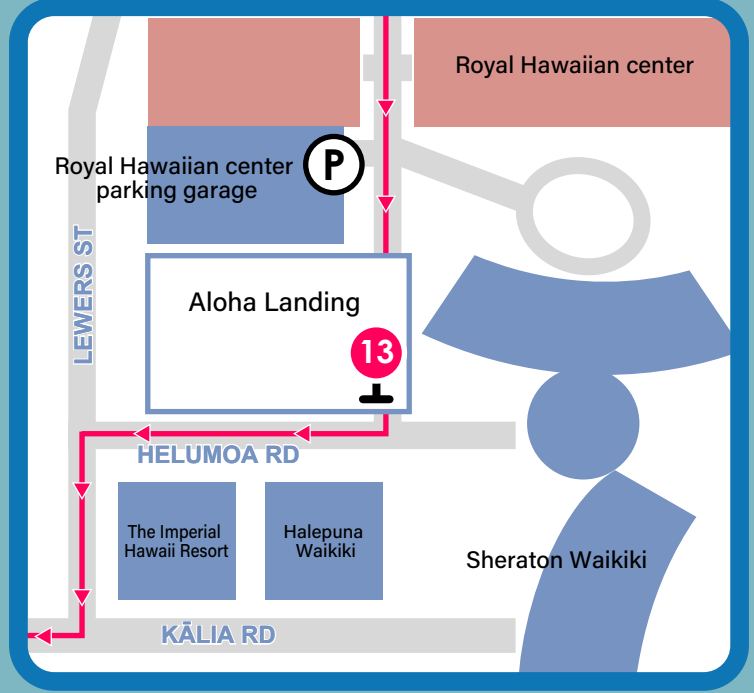 Royal Hawaiian center
P
Royal Hawaiian center
parking garage
LEWERS ST
Aloha Landing
13
HELUMOA RD
The Imperial
Hawaii Resort
Halepuna
Waikiki
Sheraton Waikiki
KĀLIA RD